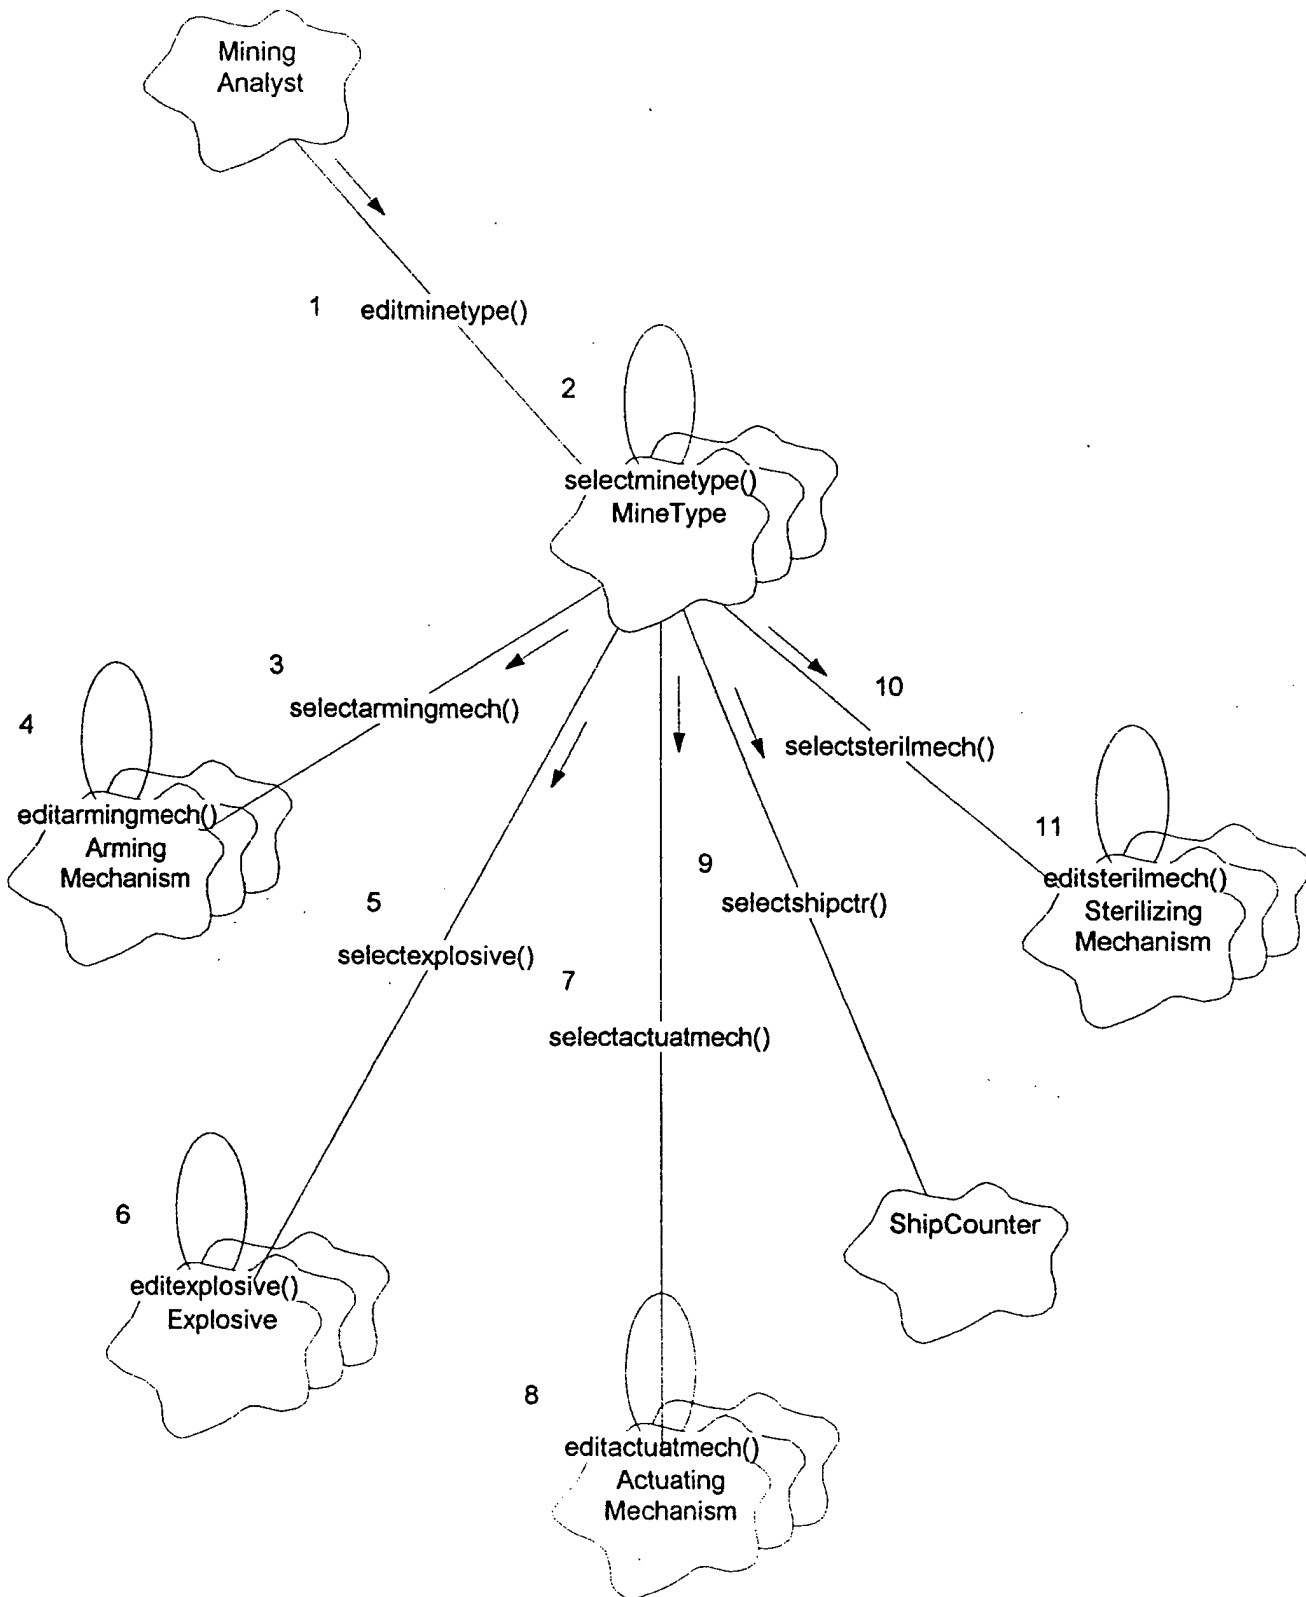 Mining
Analyst
1 editminetype()
2
selectminetype()
MineType
3
selectarmingmech()
4
editarmingmech()
Arming
Mechanism
10
selectsterilmech()
11
editsterilmech()
Sterilizing
Mechanism
9
selectshipctr()
5
selectexplosive()
7
selectactuatmech()
6
editexplosive()
Explosive
ShipCounter
8
editactuatmech()
Actuating
Mechanism